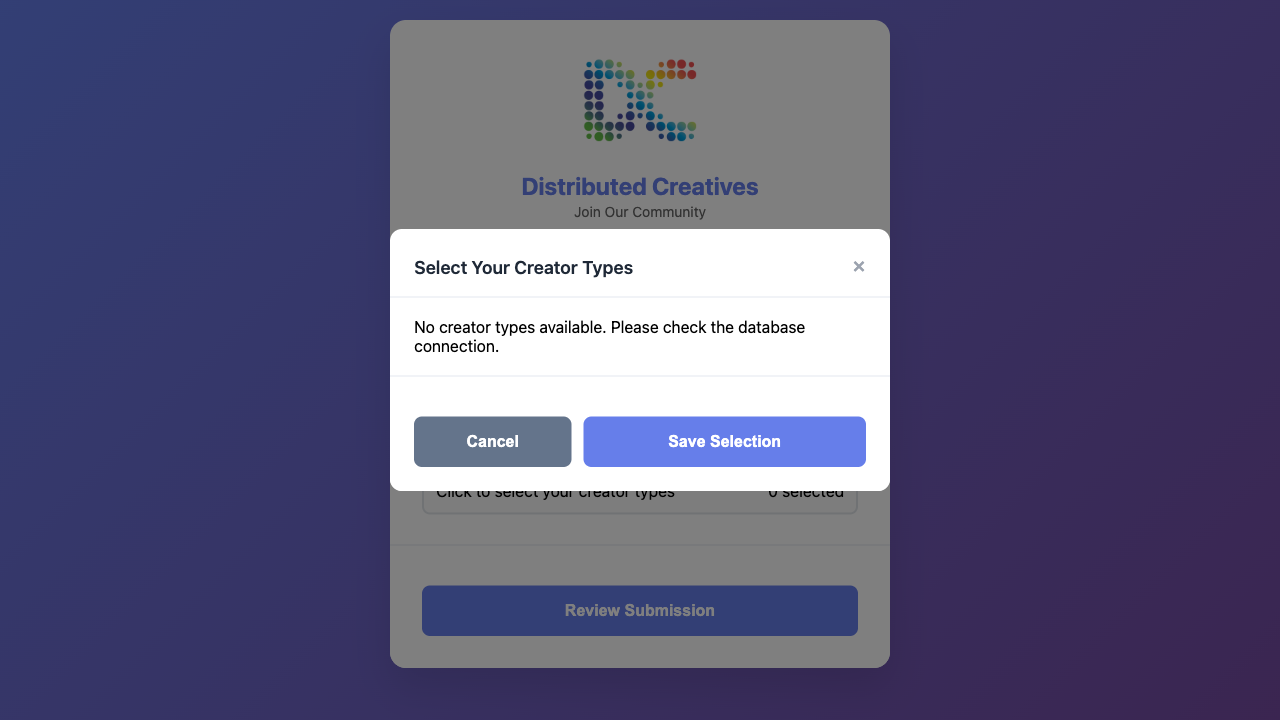 DC
Distributed Creatives
Join Our Community
Select Your Creator Types
×
No creator types available. Please check the database
connection.
Cancel
Save Selection
Click to select your creator types
0 selected
Review Submission